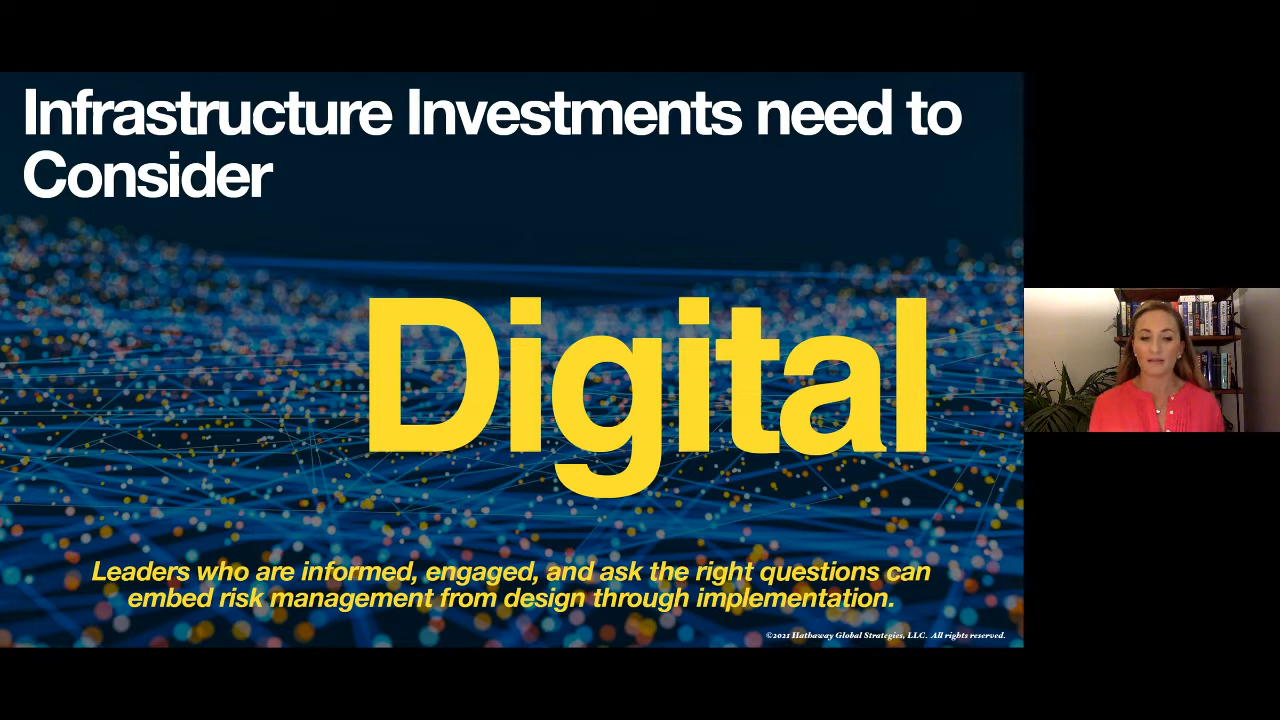 Infrastructure Investments need to
Consider
Digital
Leaders who are informed, engaged, and ask the right questions can
embed risk management from design through implementation.
©2021 Hathaway Global Strategies, LLC. All rights reserved.